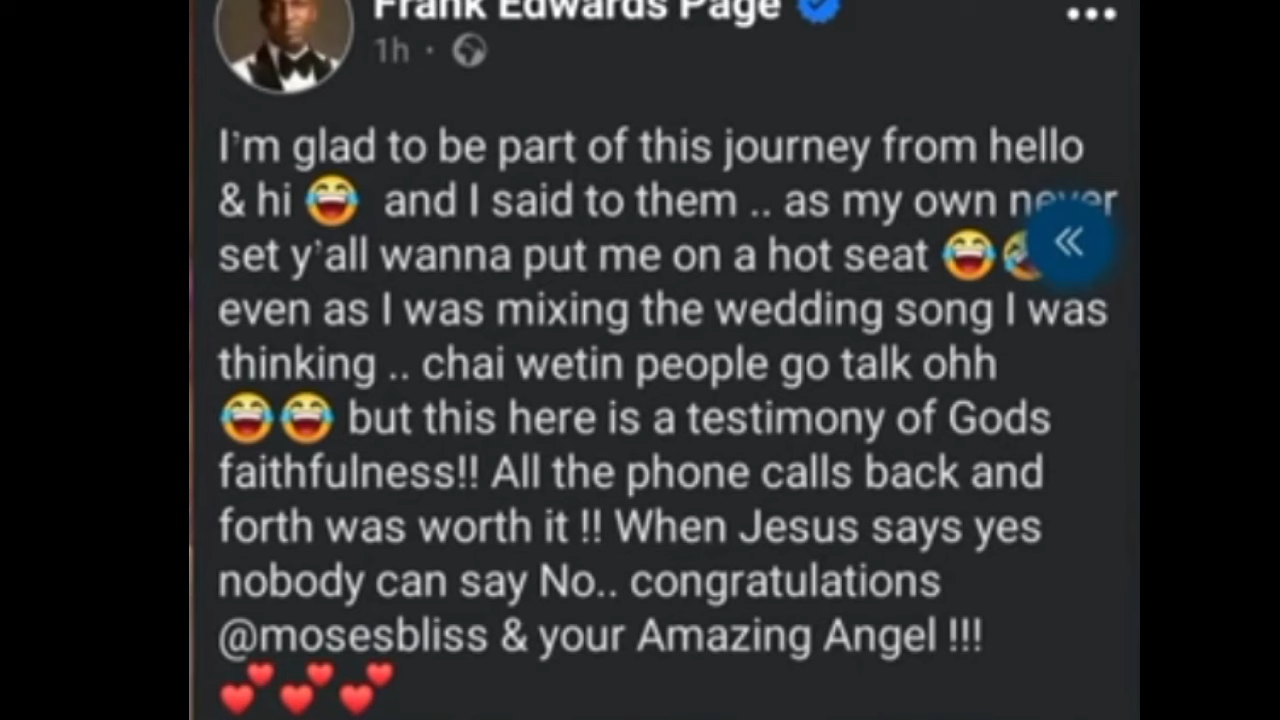 Frank Edwards Page
1h ·
I'm glad to be part of this journey from hello
& hi 😂 and I said to them .. as my own never
set y'all wanna put me on a hot seat 😂🤣
even as I was mixing the wedding song I was
thinking .. chai wetin people go talk ohh
😂😂 but this here is a testimony of Gods
faithfulness!! All the phone calls back and
forth was worth it !! When Jesus says yes
nobody can say No.. congratulations
@mosesbliss & your Amazing Angel !!!
💕💕💕